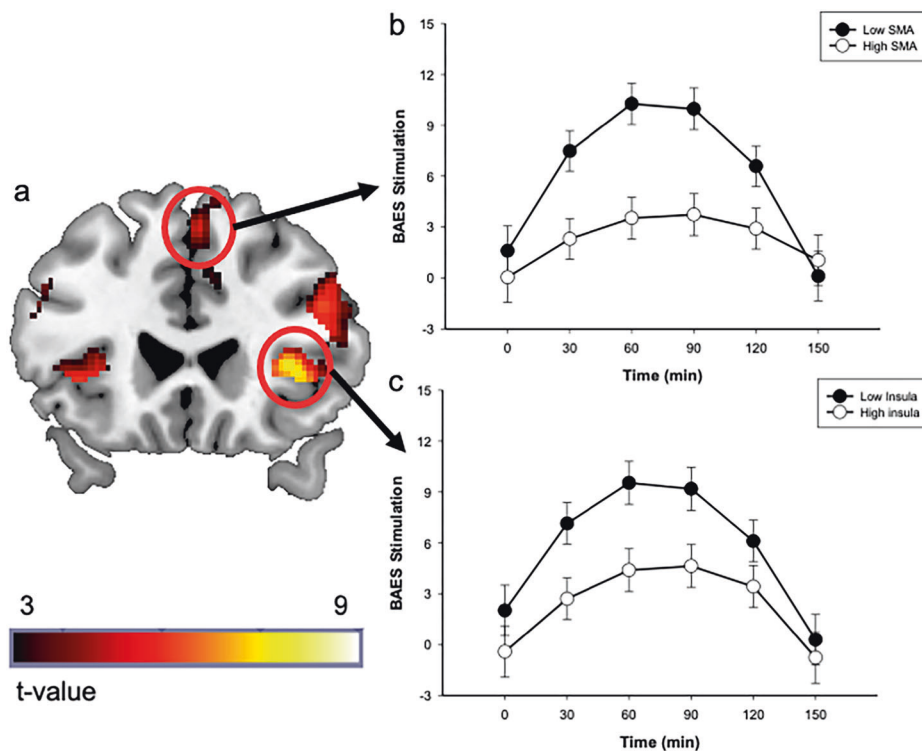 a
3 9
t-value
b
Low SMA
High SMA
15
12
9
6
3
0
-3
BAES Stimulation
0 30 60 90 120 150
Time (min)
c
Low Insula
High insula
15
12
9
6
3
0
-3
BAES Stimulation
0 30 60 90 120 150
Time (min)